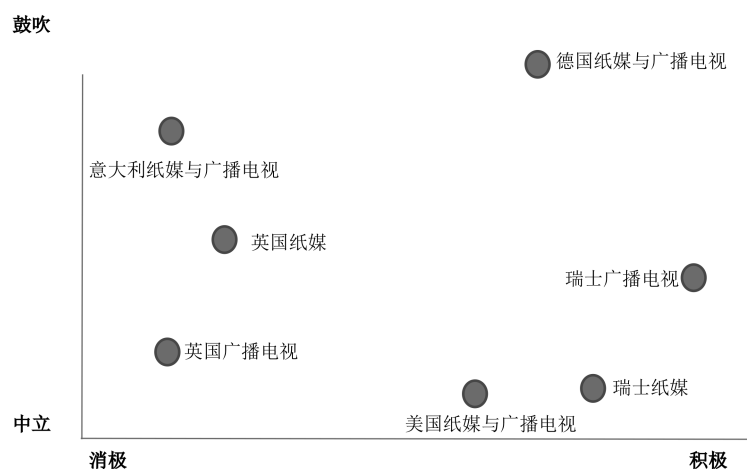 鼓吹
德国纸媒与广播电视
意大利纸媒与广播电视
英国纸媒
瑞士广播电视
英国广播电视
瑞士纸媒
美国纸媒与广播电视
中立
消极
积极